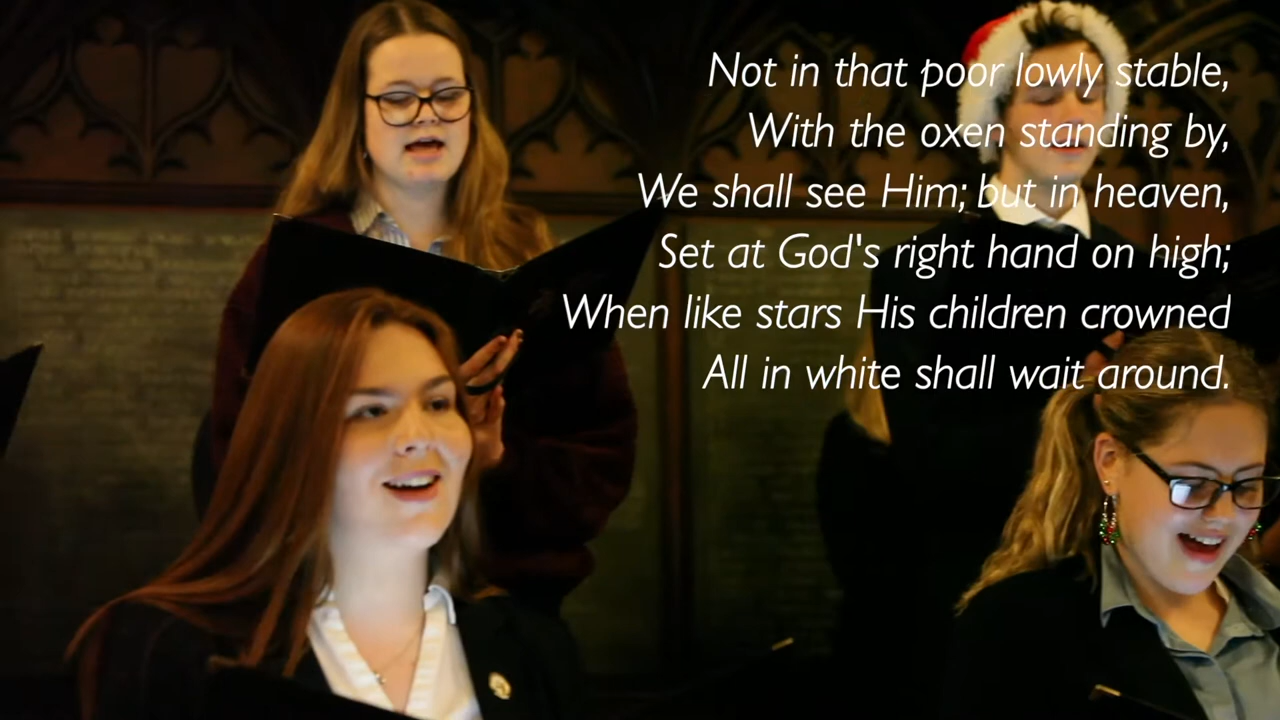 Not in that poor lowly stable,
With the oxen standing by,
We shall see Him; but in heaven,
Set at God's right hand on high;
When like stars His children crowned
All in white shall wait around.